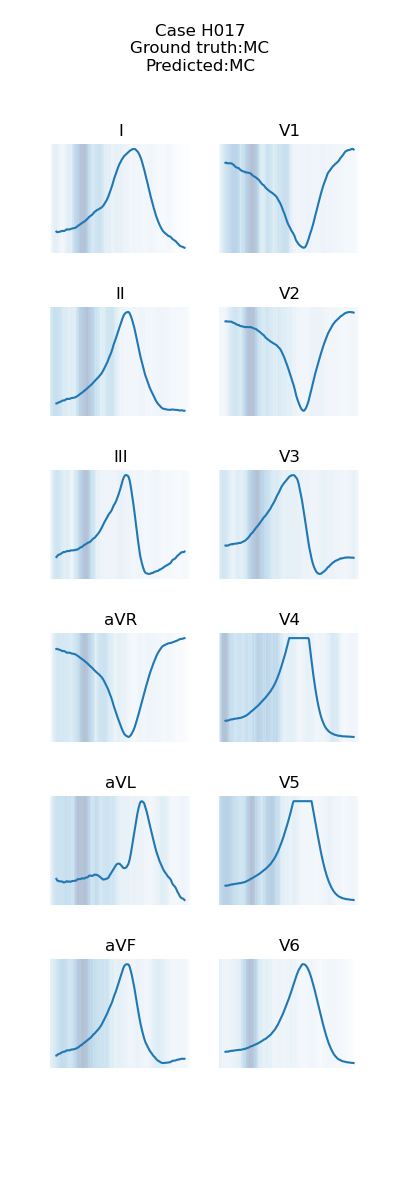 Case H017
Ground truth:MC
Predicted:MC
I
V1
II
V2
III
V3
aVR
V4
aVL
V5
aVF
V6